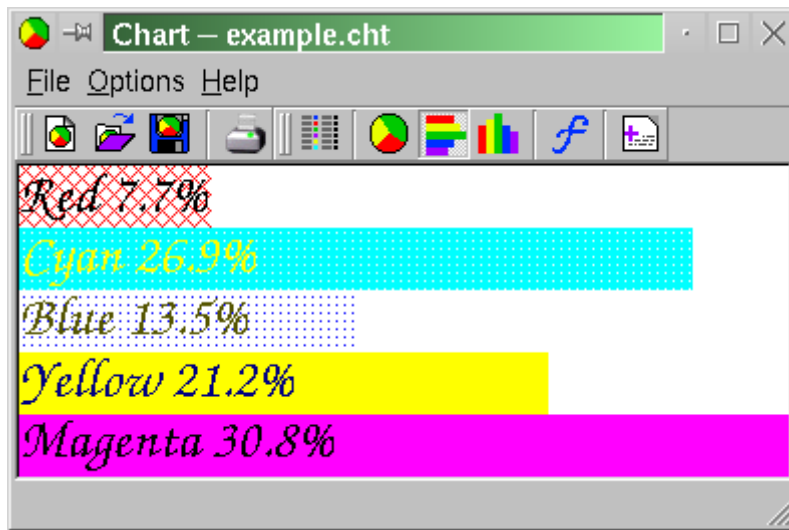 Chart – example.cht
File Options Help
Red 7.7%
Cyan 26.9%
Blue 13.5%
Yellow 21.2%
Magenta 30.8%